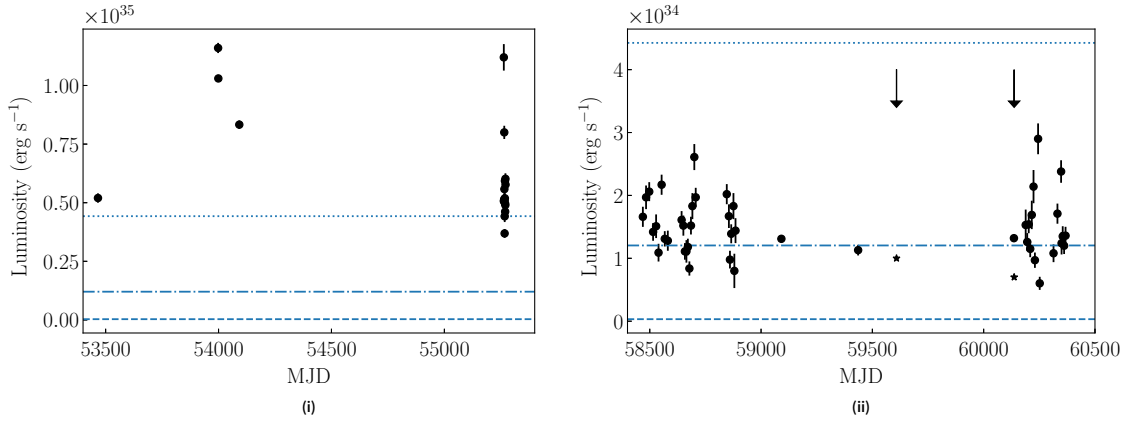 ×10^35
Luminosity (erg s^−1)
1.00
0.75
0.50
0.25
0.00
53500 54000 54500 55000
MJD
(i)
×10^34
Luminosity (erg s^−1)
4
3
2
1
0
58500 59000 59500 60000 60500
MJD
(ii)